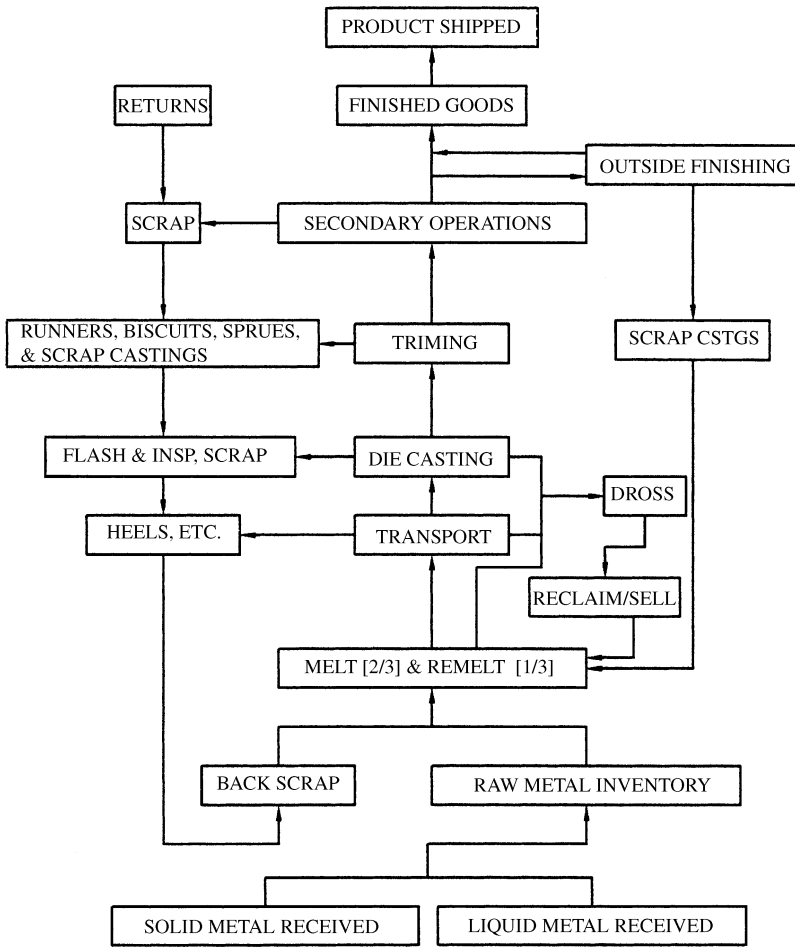 PRODUCT SHIPPED
RETURNS
FINISHED GOODS
OUTSIDE FINISHING
SCRAP
SECONDARY OPERATIONS
RUNNERS, BISCUITS, SPRUES,
& SCRAP CASTINGS
TRIMING
SCRAP CSTGS
FLASH & INSP, SCRAP
DIE CASTING
DROSS
HEELS, ETC.
TRANSPORT
RECLAIM/SELL
MELT [2/3] & REMELT [1/3]
BACK SCRAP
RAW METAL INVENTORY
SOLID METAL RECEIVED
LIQUID METAL RECEIVED